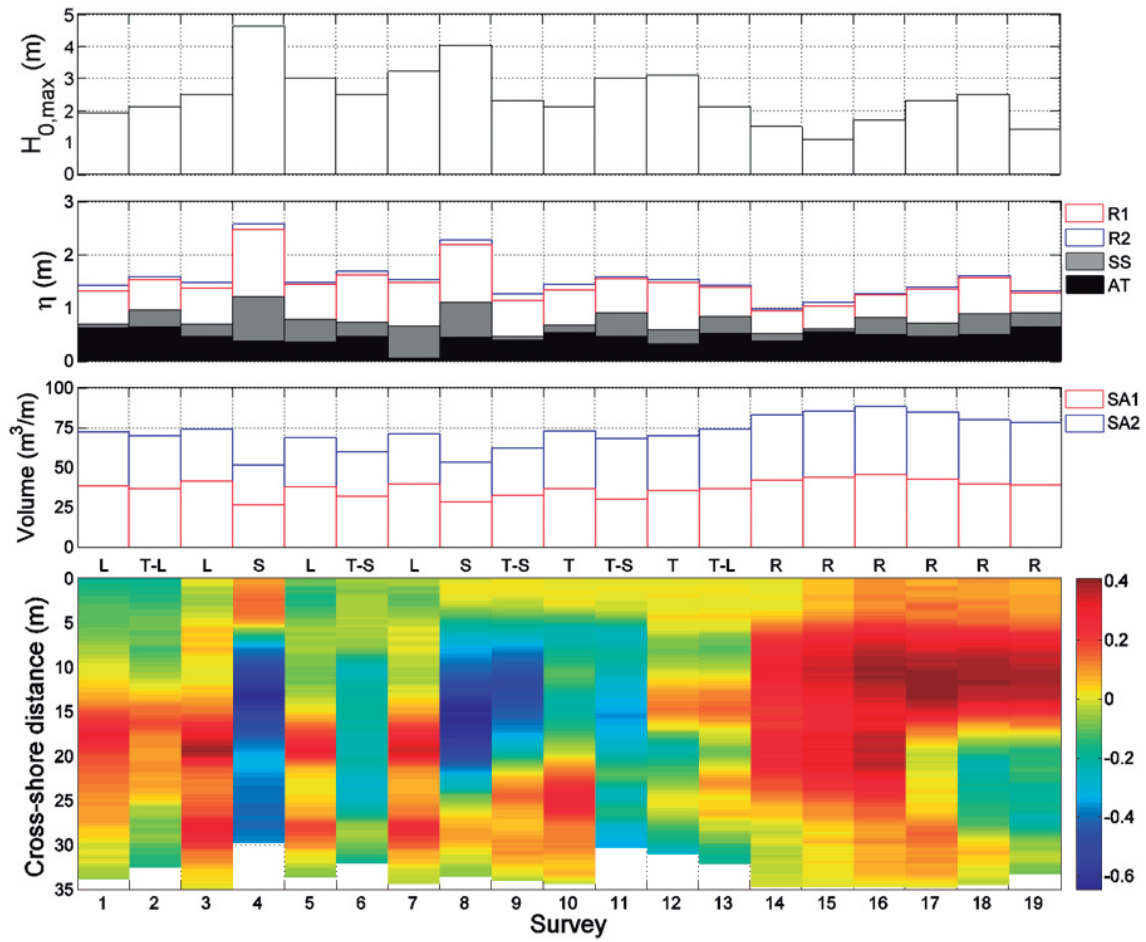 5
4
3
2
1
0
H0,max (m)
3
2
1
0
η (m)
R1
R2
SS
AT
100
75
50
25
0
Volume (m³/m)
SA1
SA2
L T-L L S L T-S L S T-S T T-S T T-L R R R R R R
0
5
10
15
20
25
30
35
Cross-shore distance (m)
0.4
0.2
0
-0.2
-0.4
-0.6
1 2 3 4 5 6 7 8 9 10 11 12 13 14 15 16 17 18 19
Survey